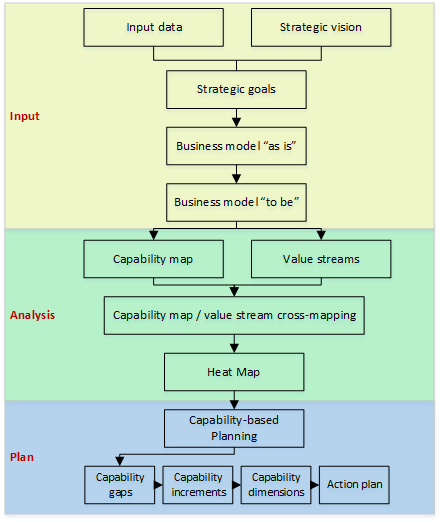 Input data
Strategic vision
Strategic goals
Input
Business model “as is”
Business model “to be”
Capability map
Value streams
Analysis
Capability map / value stream cross-mapping
Heat Map
Capability-based
Planning
Plan
Capability
gaps
Capability
increments
Capability
dimensions
Action plan